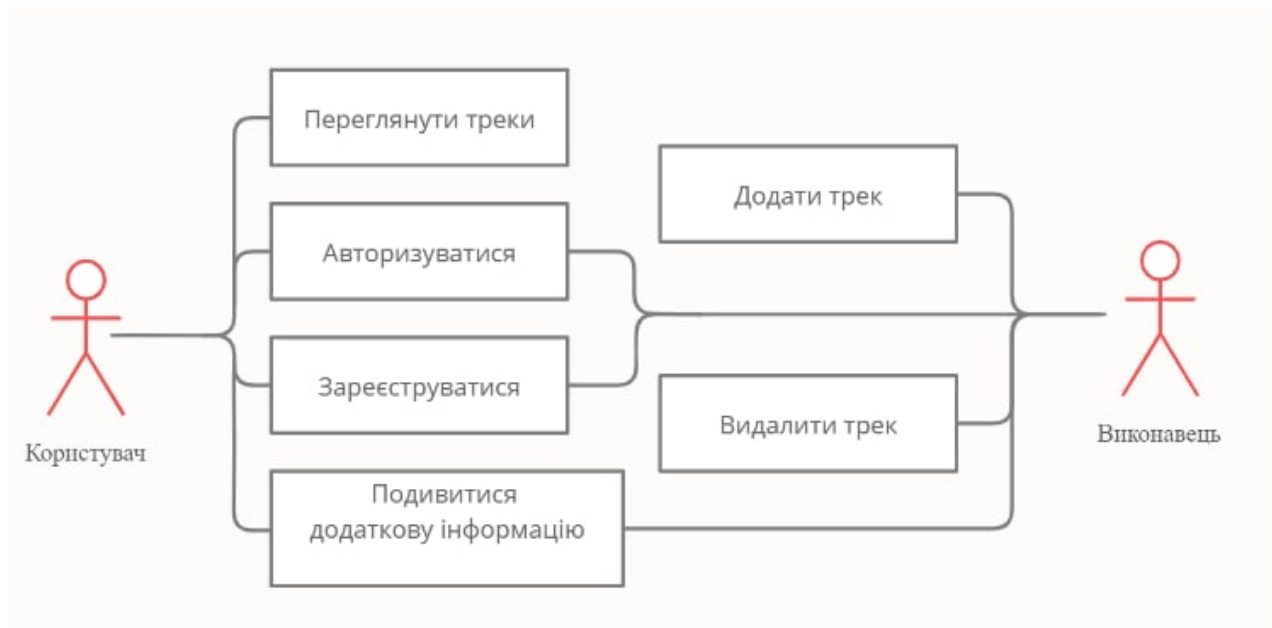 Переглянути треки
Додати трек
Авторизуватися
Зареєструватися
Видалити трек
Користувач
Виконавець
Подивитися
додаткову інформацію